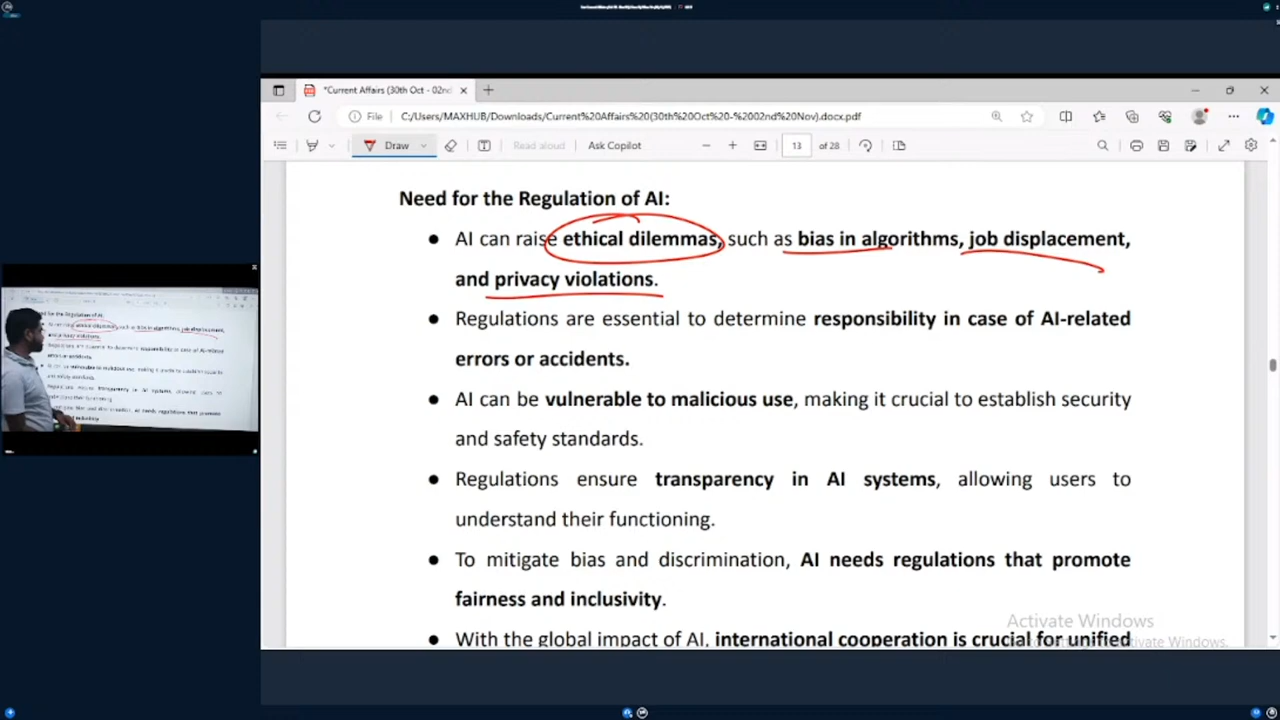 *Current Affairs (30th Oct - 02nd
File C:/Users/MAXHUB/Downloads/Current%20Affairs%20(30th%20Oct%20-%2002nd%20Nov).docx.pdf
Draw Read aloud Ask Copilot 13 of 28
Need for the Regulation of AI:
● AI can raise ethical dilemmas, such as bias in algorithms, job displacement,
and privacy violations.
● Regulations are essential to determine responsibility in case of AI-related
errors or accidents.
● AI can be vulnerable to malicious use, making it crucial to establish security
and safety standards.
● Regulations ensure transparency in AI systems, allowing users to
understand their functioning.
● To mitigate bias and discrimination, AI needs regulations that promote
fairness and inclusivity.
● With the global impact of AI, international cooperation is crucial for unified
Activate Windows